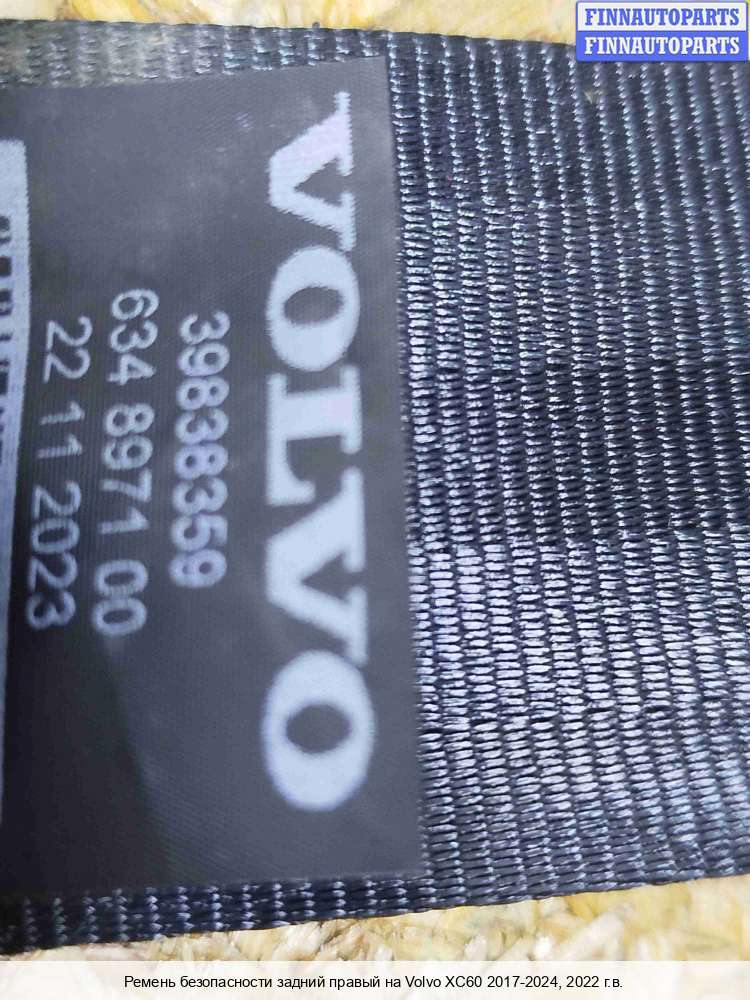 FINNAUTOPARTS
FINNAUTOPARTS
VOLVO
39838359
634 8971 00
22 11 2023
Ремень безопасности задний правый на Volvo XC60 2017-2024, 2022 г.в.